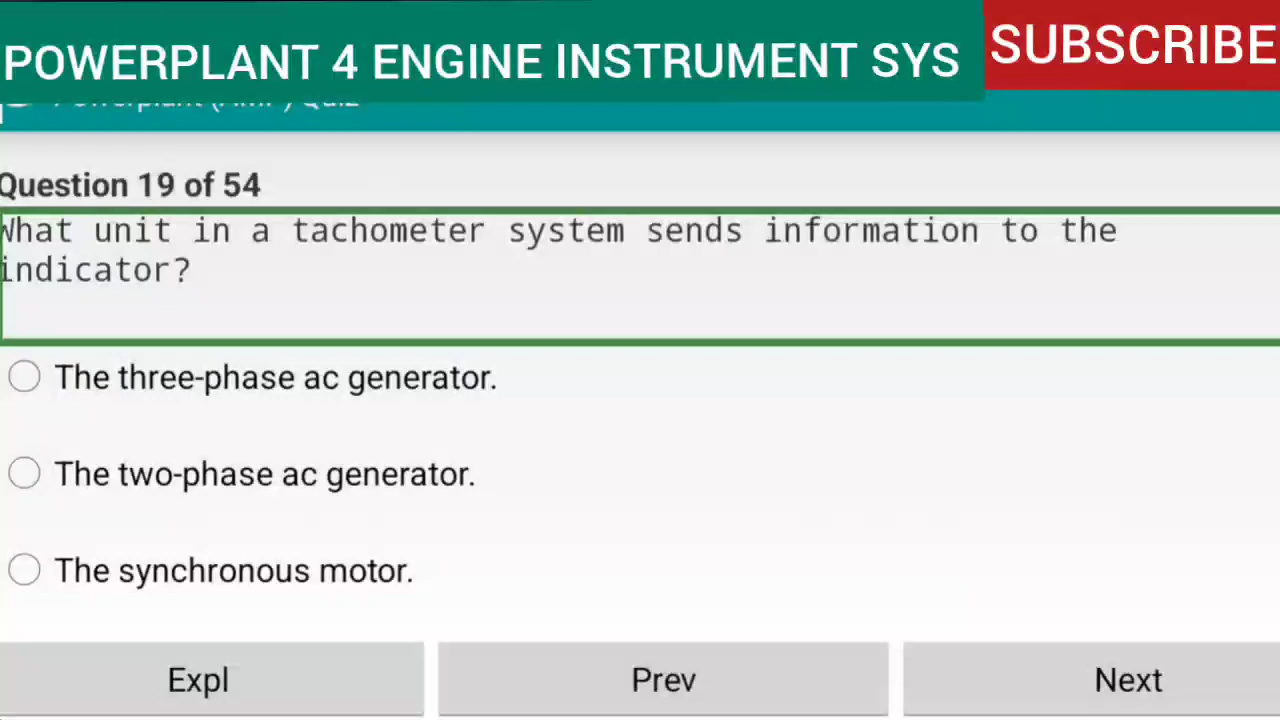 POWERPLANT 4 ENGINE INSTRUMENT SYS
SUBSCRIBE
Question 19 of 54
What unit in a tachometer system sends information to the
indicator?
The three-phase ac generator.
The two-phase ac generator.
The synchronous motor.
Expl
Prev
Next